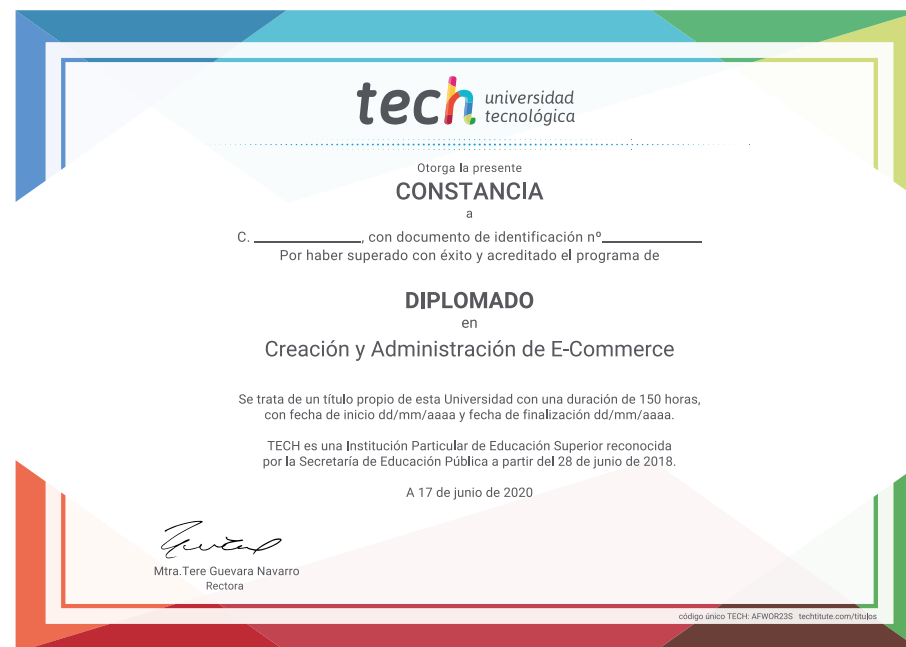 tech universidad
tecnológica
Otorga la presente
CONSTANCIA
a
C. ____________, con documento de identificación nº____________
Por haber superado con éxito y acreditado el programa de
DIPLOMADO
en
Creación y Administración de E-Commerce
Se trata de un título propio de esta Universidad con una duración de 150 horas,
con fecha de inicio dd/mm/aaaa y fecha de finalización dd/mm/aaaa.
TECH es una Institución Particular de Educación Superior reconocida
por la Secretaría de Educación Pública a partir del 28 de junio de 2018.
A 17 de junio de 2020
Mtra.Tere Guevara Navarro
Rectora
código único TECH: AFWOR23S techtitute.com/titulos